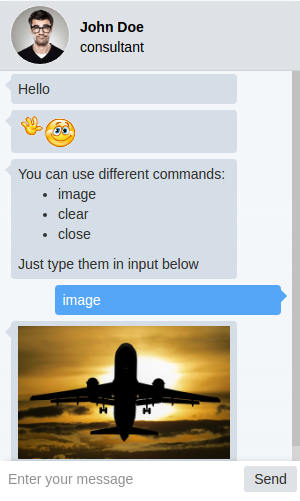 John Doe
consultant
Hello
You can use different commands:
image
clear
close
Just type them in input below
image
Enter your message
Send